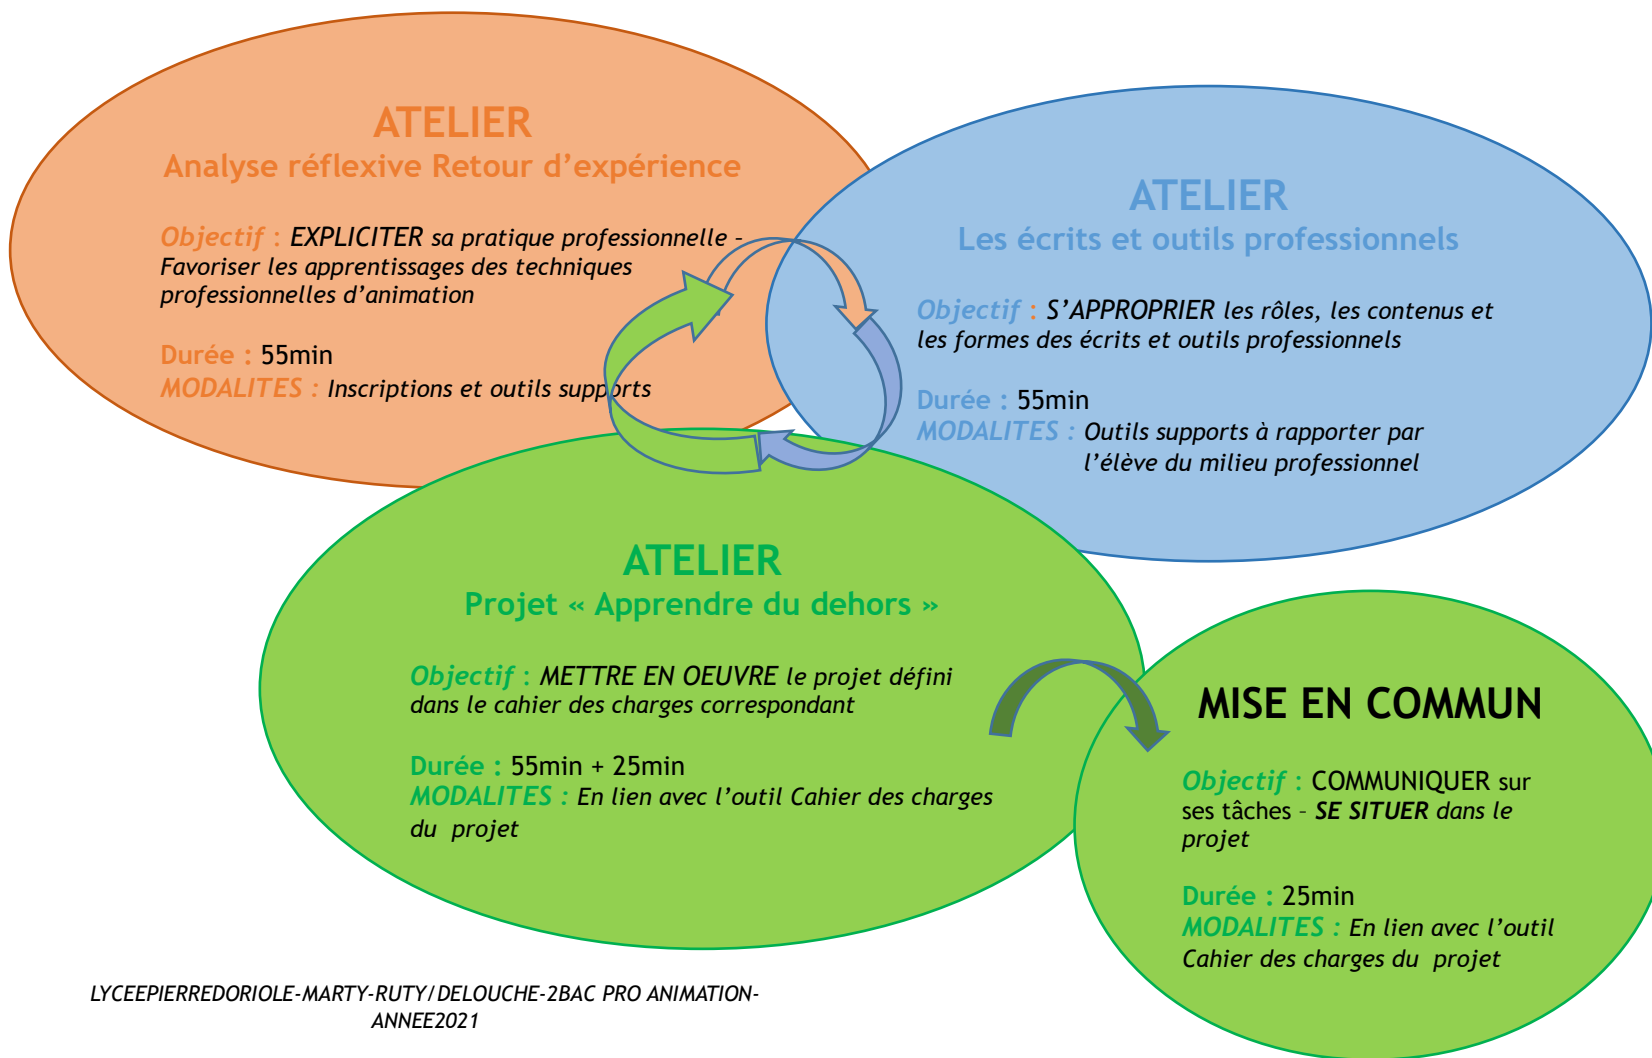 ATELIER
Analyse réflexive Retour d’expérience
Objectif : EXPLICITER sa pratique professionnelle –
Favoriser les apprentissages des techniques
professionnelles d’animation
Durée : 55min
MODALITES : Inscriptions et outils supports
ATELIER
Les écrits et outils professionnels
Objectif : S’APPROPRIER les rôles, les contenus et
les formes des écrits et outils professionnels
Durée : 55min
MODALITES : Outils supports à rapporter par
l’élève du milieu professionnel
ATELIER
Projet « Apprendre du dehors »
Objectif : METTRE EN OEUVRE le projet défini
dans le cahier des charges correspondant
Durée : 55min + 25min
MODALITES : En lien avec l’outil Cahier des charges
du projet
MISE EN COMMUN
Objectif : COMMUNIQUER sur
ses tâches – SE SITUER dans le
projet
Durée : 25min
MODALITES : En lien avec l’outil
Cahier des charges du projet
LYCEEPIERREDORIOLE-MARTY-RUTY/DELOUCHE-2BAC PRO ANIMATION-
ANNEE2021